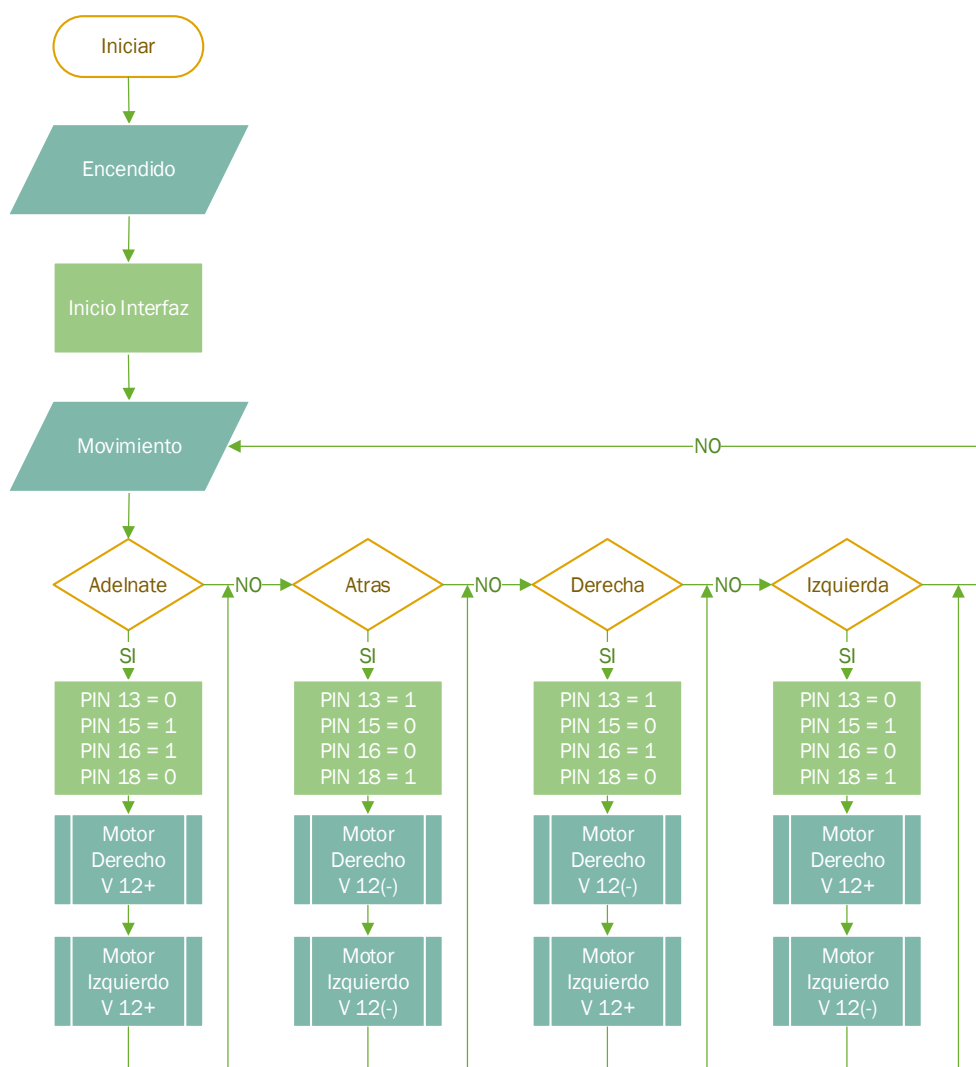 Iniciar
Encendido
Inicio Interfaz
Movimiento
NO
Adelnate
NO
Atras
NO
Derecha
NO
Izquierda
SI
SI
SI
SI
PIN 13 = 0
PIN 15 = 1
PIN 16 = 1
PIN 18 = 0
PIN 13 = 1
PIN 15 = 0
PIN 16 = 0
PIN 18 = 1
PIN 13 = 1
PIN 15 = 0
PIN 16 = 1
PIN 18 = 0
PIN 13 = 0
PIN 15 = 1
PIN 16 = 0
PIN 18 = 1
Motor
Derecho
V 12+
Motor
Derecho
V 12(-)
Motor
Derecho
V 12(-)
Motor
Derecho
V 12+
Motor
Izquierdo
V 12+
Motor
Izquierdo
V 12(-)
Motor
Izquierdo
V 12+
Motor
Izquierdo
V 12(-)